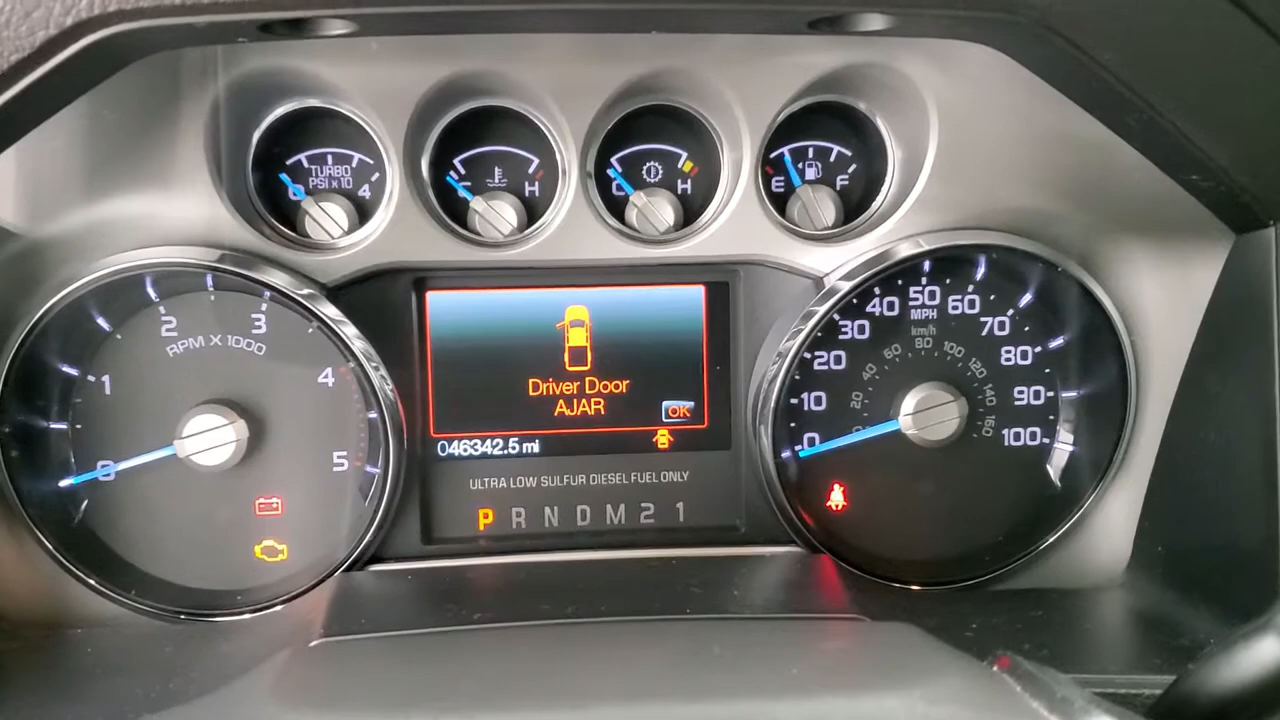 TURBO
PSI x 10
0 4
C H
C H
E F
0 1 2 3 4 5
RPM X 1000
Driver Door
AJAR
OK
046342.5 mi
ULTRA LOW SULFUR DIESEL FUEL ONLY
P R N D M 2 1
0 10 20 30 40 50 60 70 80 90 100
MPH
km/h
20 40 60 80 100 120 140 160